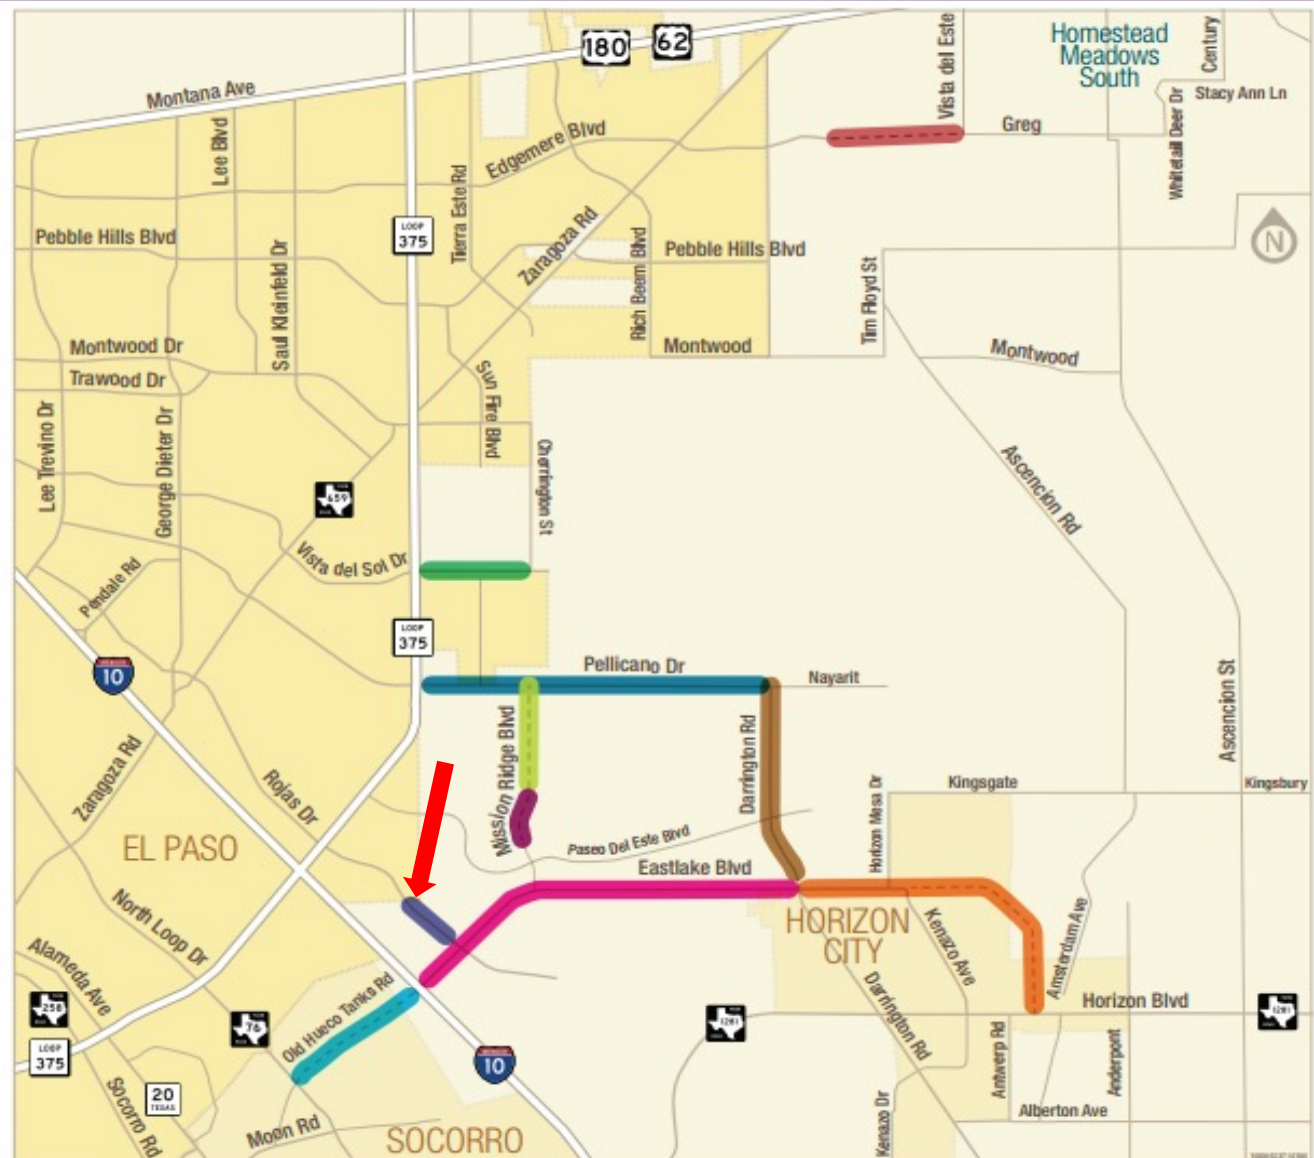 180
62
Vista del Este
Homestead
Meadows
South
Century
Montana Ave
Stacy Ann Ln
Lee Blvd
Edgemere Blvd
Greg
Whitetail Deer Dr
Tierra Este Rd
LOOP
375
Zaragoza Rd
Pebble Hills Blvd
Saul Kleinfeld Dr
Rich Beem Blvd
Pebble Hills Blvd
N
Tim Floyd St
Montwood Dr
Montwood
Montwood
Trawood Dr
Sun Fire Blvd
Lee Trevino Dr
George Dieter Dr
Charrington St
Ascencion Rd
659
Vista del Sol Dr
Pendale Rd
LOOP
375
10
Pellicano Dr
Nayarit
Ascencion St
Mission Ridge Blvd
Darrington Rd
Zaragoza Rd
Rojas Dr
Horizon Mesa Dr
Kingsgate
Kingsbury
EL PASO
Paseo Del Este Blvd
Eastlake Blvd
North Loop Dr
HORIZON
CITY
Kenazo Ave
Amsterdam Ave
Alameda Ave
Old Hueco Tanks Rd
Darrington Rd
Horizon Blvd
258
76
1281
1281
LOOP
375
10
Antwerp Rd
Anderpont
20
TEXAS
Socorro Rd
Moon Rd
SOCORRO
Kenazo Dr
Alberton Ave